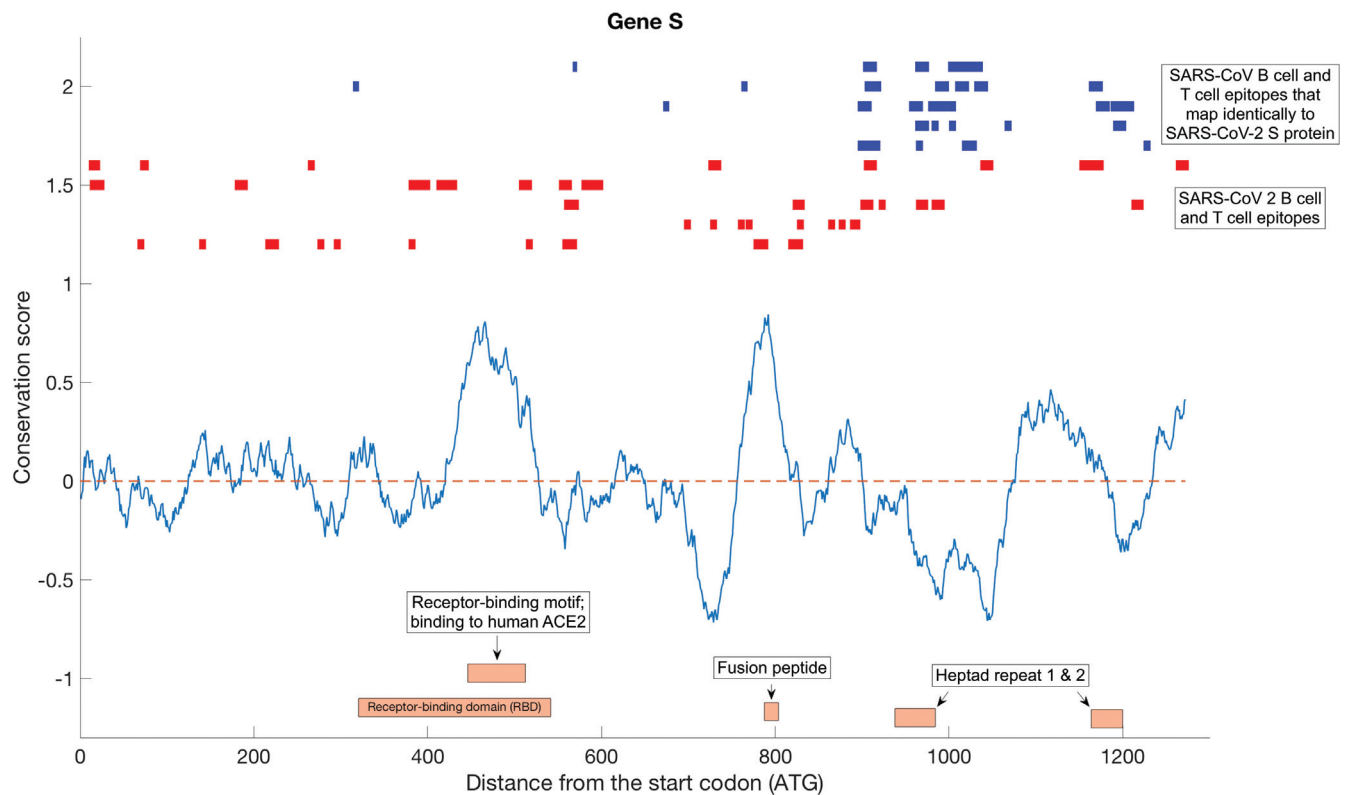 Gene S
2
1.5
1
0.5
0
-0.5
-1
Conservation score
SARS-CoV B cell and
T cell epitopes that
map identically to
SARS-CoV-2 S protein
SARS-CoV 2 B cell
and T cell epitopes
Receptor-binding motif;
binding to human ACE2
Receptor-binding domain (RBD)
Fusion peptide
Heptad repeat 1 & 2
0 200 400 600 800 1000 1200
Distance from the start codon (ATG)